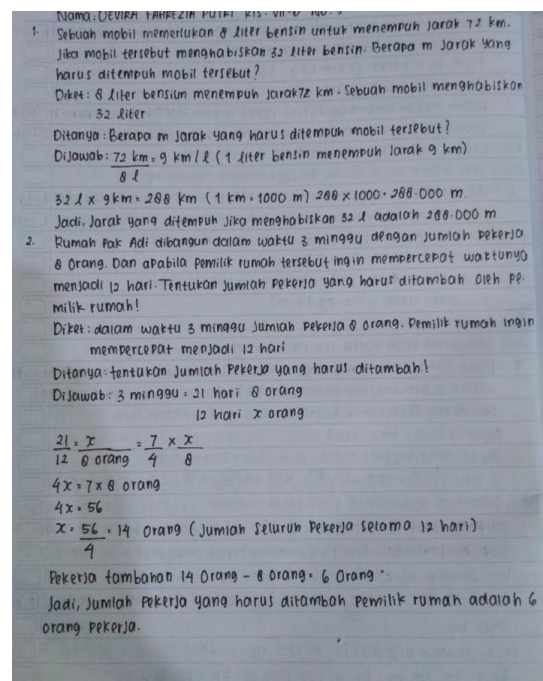 Nama: DEVIRA FAHREZIA PUTRI KLS: VII-D NO:
1. Sebuah mobil memerlukan 8 liter bensin untuk menempuh jarak 72 km.
Jika mobil tersebut menghabiskan 32 liter bensin. Berapa m Jarak yang
harus ditempuh mobil tersebut?
Diket: 8 liter bensiun menempuh jarak 72 km. Sebuah mobil menghabiskan
32 liter
Ditanya: Berapa m Jarak yang harus ditempuh mobil tersebut?
Dijawab: 72 km = 9 km/l (1 liter bensin menempuh Jarak 9 km)
8 l
32 l x 9km = 288 km (1 km = 1000 m) 288 x 1000 = 288.000 m.
Jadi, Jarak yang ditempuh Jika menghabiskan 32 l adalah 288.000 m
2. Rumah Pak Adi dibangun dalam waktu 3 minggu dengan Jumlah pekerja
8 orang. Dan apabila pemilik rumah tersebut ingin mempercepat waktunya
menjadi 12 hari. Tentukan Jumlah Pekerja yang harus ditambah oleh pe-
milik rumah!
Diket: dalam waktu 3 minggu Jumlah pekerja 8 orang. Pemilik rumah ingin
mempercepat menjadi 12 hari
Ditanya: tentukan Jumlah Pekerja yang harus ditambah!
Dijawab: 3 minggu = 21 hari 8 orang
12 hari x orang
21 = x = 7 x x
12 8 orang 4 8
4x = 7 x 8 orang
4x = 56
x = 56 = 14 orang (Jumlah seluruh Pekerja selama 12 hari)
4
Pekerja tambahan 14 Orang - 8 Orang = 6 Orang.
Jadi, Jumlah Pekerja yang harus ditambah pemilik rumah adalah 6
orang pekerja.